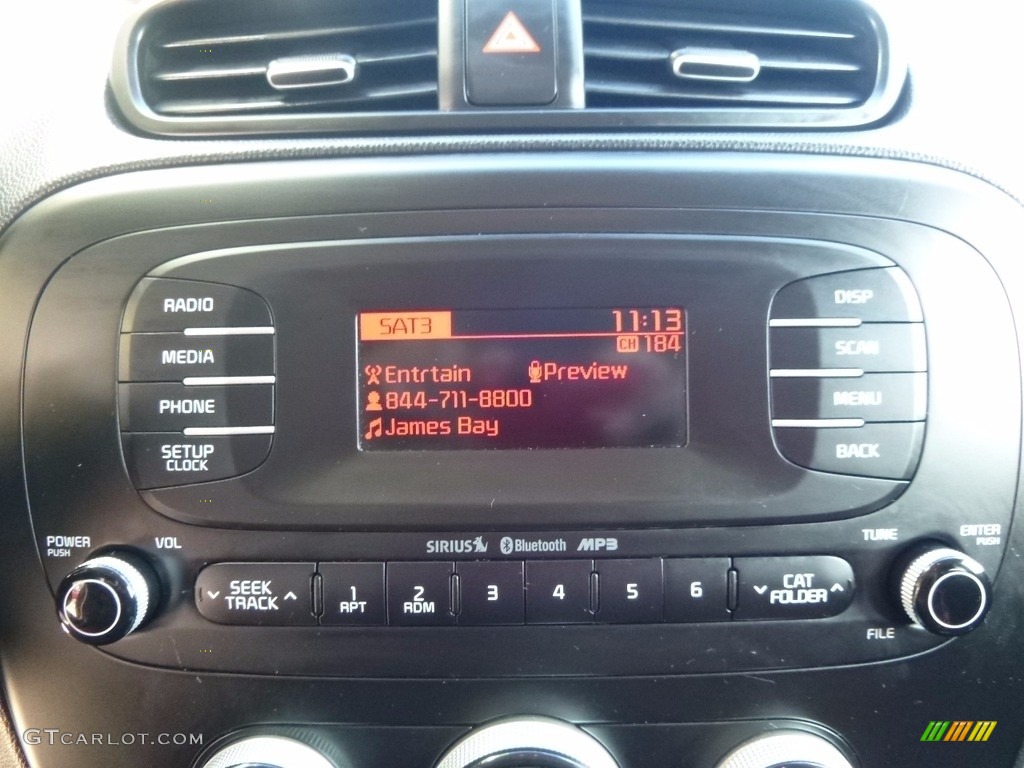 SAT3 11:13
CH 184
Entrtain Preview
844-711-8800
James Bay
RADIO
MEDIA
PHONE
SETUP
CLOCK
DISP
SCAN
MENU
BACK
POWER
PUSH
VOL
SIRIUS Bluetooth MP3
TUNE
ENTER
PUSH
SEEK
TRACK
1
RPT
2
RDM
3
4
5
6
CAT
FOLDER
FILE
GTCARLOT.COM